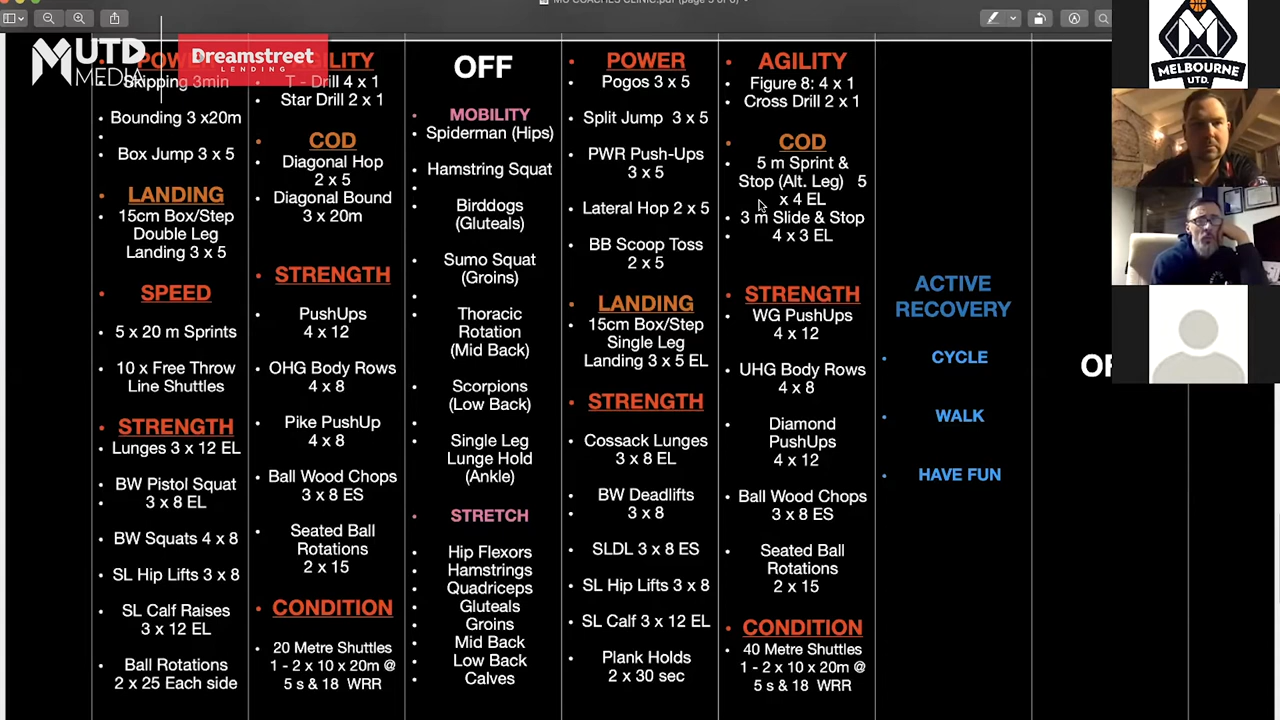 MU COACHES CLINIC.pdf (page 5 of 6)
MUTD
MEDIA
Dreamstreet
LENDING
MELBOURNE
UTD.
POWER
Skipping 3min
Bounding 3 x20m
Box Jump 3 x 5
LANDING
15cm Box/Step
Double Leg
Landing 3 x 5
SPEED
5 x 20 m Sprints
10 x Free Throw
Line Shuttles
STRENGTH
Lunges 3 x 12 EL
BW Pistol Squat
3 x 8 EL
BW Squats 4 x 8
SL Hip Lifts 3 x 8
SL Calf Raises
3 x 12 EL
Ball Rotations
2 x 25 Each side
AGILITY
T - Drill 4 x 1
Star Drill 2 x 1
COD
Diagonal Hop
2 x 5
Diagonal Bound
3 x 20m
STRENGTH
PushUps
4 x 12
OHG Body Rows
4 x 8
Pike PushUp
4 x 8
Ball Wood Chops
3 x 8 ES
Seated Ball
Rotations
2 x 15
CONDITION
20 Metre Shuttles
1 - 2 x 10 x 20m @
5 s & 18 WRR
OFF
MOBILITY
Spiderman (Hips)
Hamstring Squat
Birddogs
(Gluteals)
Sumo Squat
(Groins)
Thoracic
Rotation
(Mid Back)
Scorpions
(Low Back)
Single Leg
Lunge Hold
(Ankle)
STRETCH
Hip Flexors
Hamstrings
Quadriceps
Gluteals
Groins
Mid Back
Low Back
Calves
POWER
Pogos 3 x 5
Split Jump 3 x 5
PWR Push-Ups
3 x 5
Lateral Hop 2 x 5
BB Scoop Toss
2 x 5
LANDING
15cm Box/Step
Single Leg
Landing 3 x 5 EL
STRENGTH
Cossack Lunges
3 x 8 EL
BW Deadlifts
3 x 8
SLDL 3 x 8 ES
SL Hip Lifts 3 x 8
SL Calf 3 x 12 EL
Plank Holds
2 x 30 sec
AGILITY
Figure 8: 4 x 1
Cross Drill 2 x 1
COD
5 m Sprint &
Stop (Alt. Leg) 5
x 4 EL
3 m Slide & Stop
4 x 3 EL
STRENGTH
WG PushUps
4 x 12
UHG Body Rows
4 x 8
Diamond
PushUps
4 x 12
Ball Wood Chops
3 x 8 ES
Seated Ball
Rotations
2 x 15
CONDITION
40 Metre Shuttles
1 - 2 x 10 x 20m @
5 s & 18 WRR
ACTIVE
RECOVERY
CYCLE
WALK
HAVE FUN